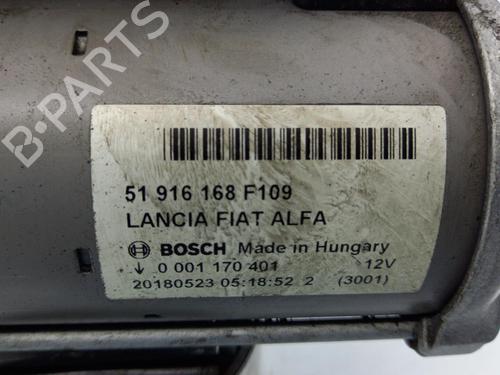 B-PARTS
51 916 168 F109
LANCIA FIAT ALFA
BOSCH Made in Hungary
↓ 0 001 170 401 12V
20180523 05:18:52 2 (3001)